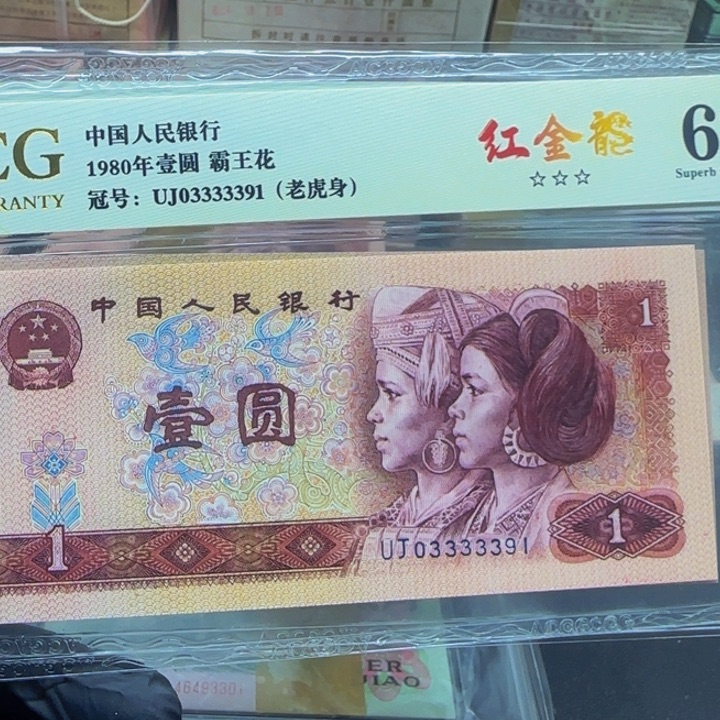 CG
RANTY
中国人民银行
1980年壹圆 霸王花
冠号：UJ03333391（老虎身）
红金龍
☆☆☆
6
Superb
中国人民银行
1
壹圆
1
1
UJ03333391
46493301
ER
JIAO